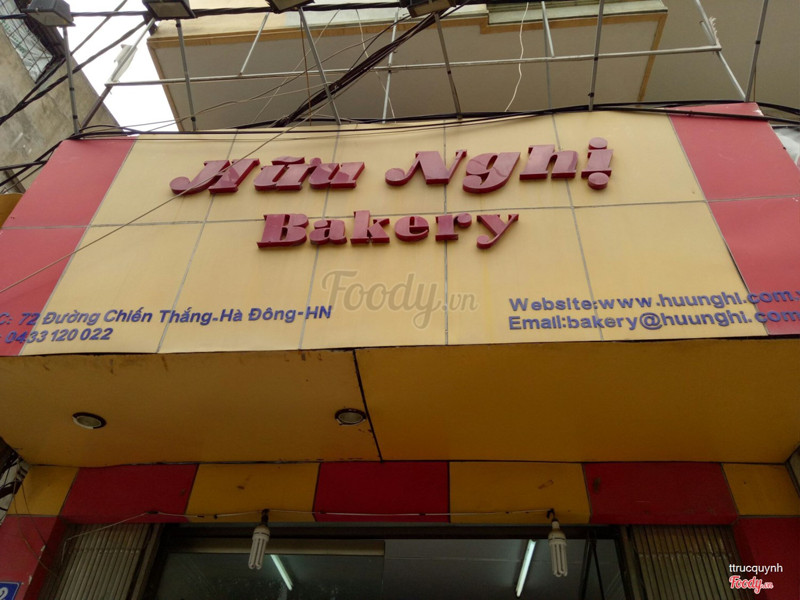 Hữu Nghị
Bakery
Foody.vn
C: 72 Đường Chiến Thắng-Hà Đông-HN
0433 120 022
Website:www.huunghi.com.
Email:bakery@huunghi.com
2
ttrucquynh
Foody.vn